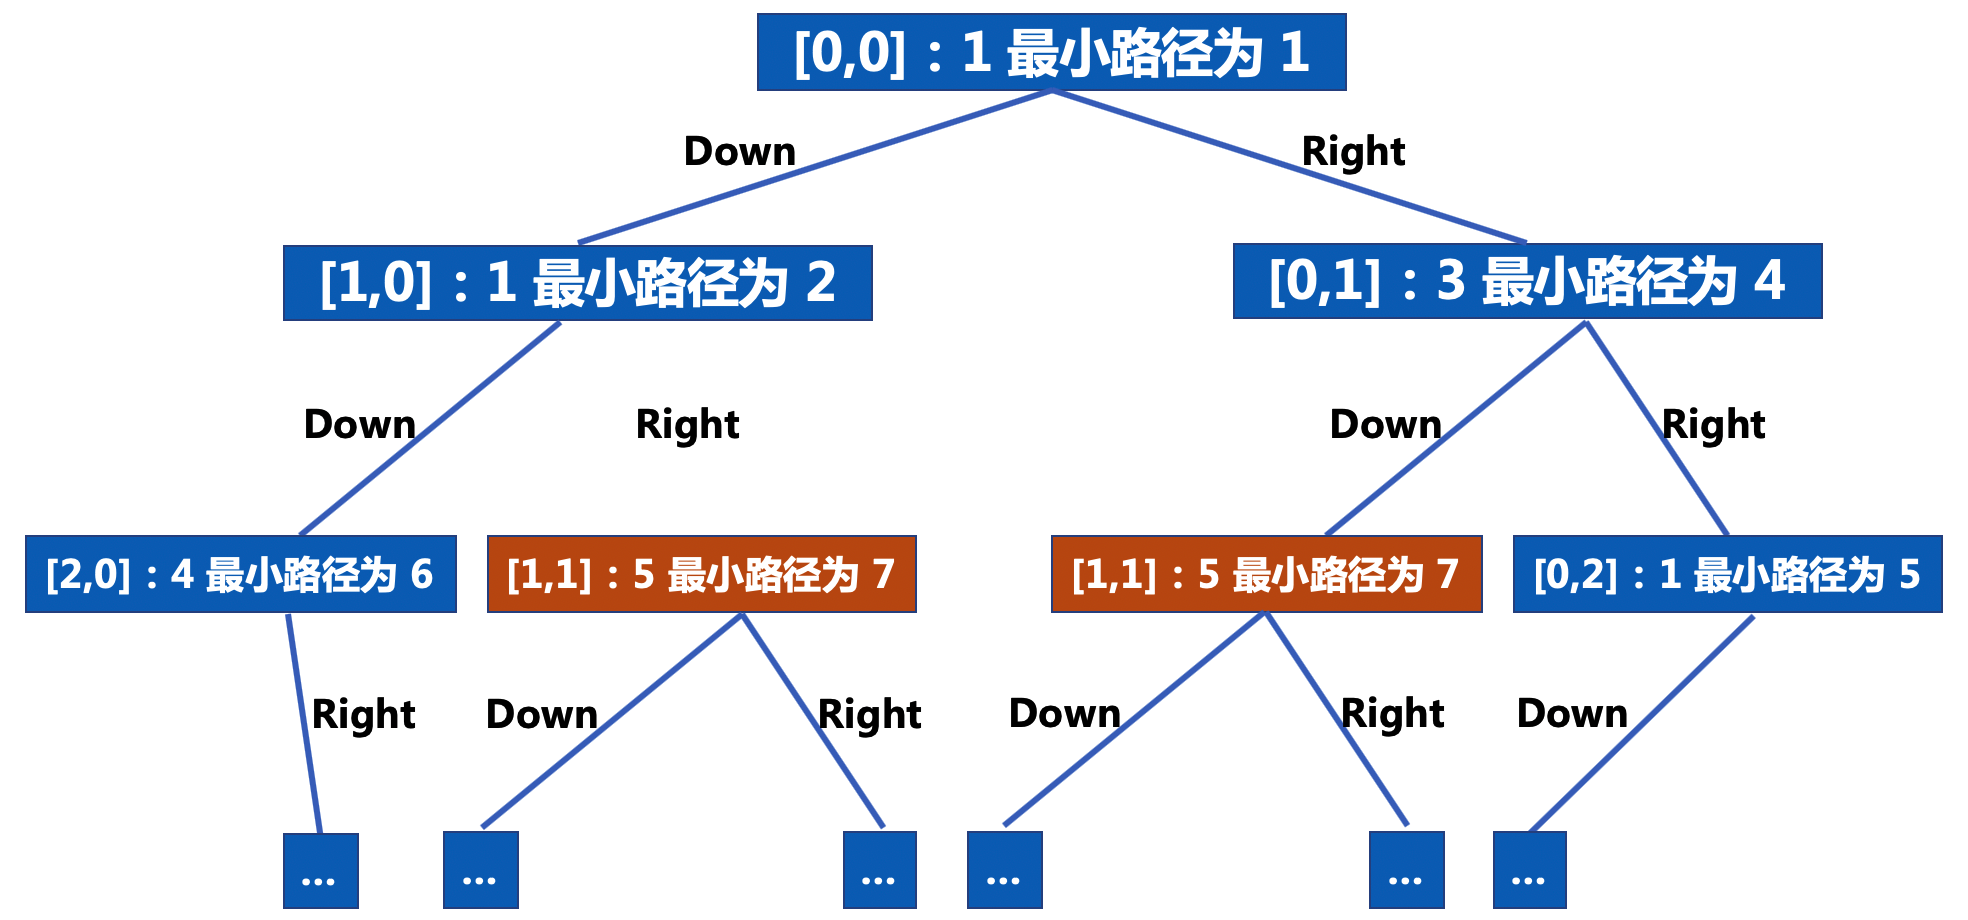 [0,0]：1 最小路径为 1
Down
Right
[1,0]：1 最小路径为 2
[0,1]：3 最小路径为 4
Down
Right
Down
Right
[2,0]：4 最小路径为 6
[1,1]：5 最小路径为 7
[1,1]：5 最小路径为 7
[0,2]：1 最小路径为 5
Right
Down
Right
Down
Right
Down
...
...
...
...
...
...